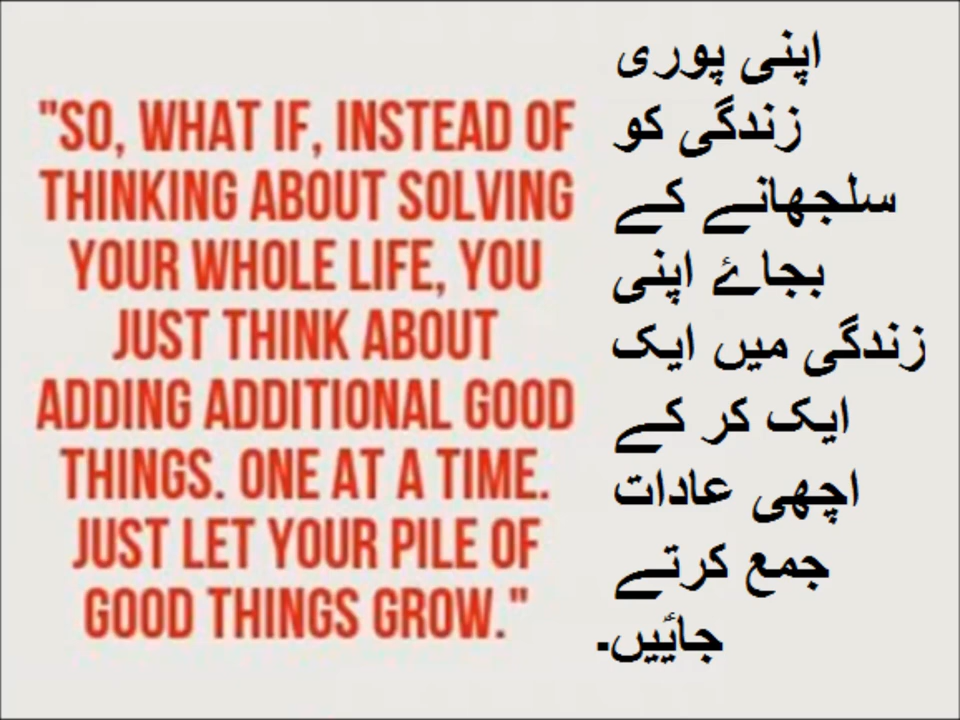 "SO, WHAT IF, INSTEAD OF
THINKING ABOUT SOLVING
YOUR WHOLE LIFE, YOU
JUST THINK ABOUT
ADDING ADDITIONAL GOOD
THINGS. ONE AT A TIME.
JUST LET YOUR PILE OF
GOOD THINGS GROW."
اپنی پوری
زندگی کو
سلجھانے کے
بجاۓ اپنی
زندگی میں ایک
ایک کر کے
اچھی عادات
جمع کرتے
جائییں۔